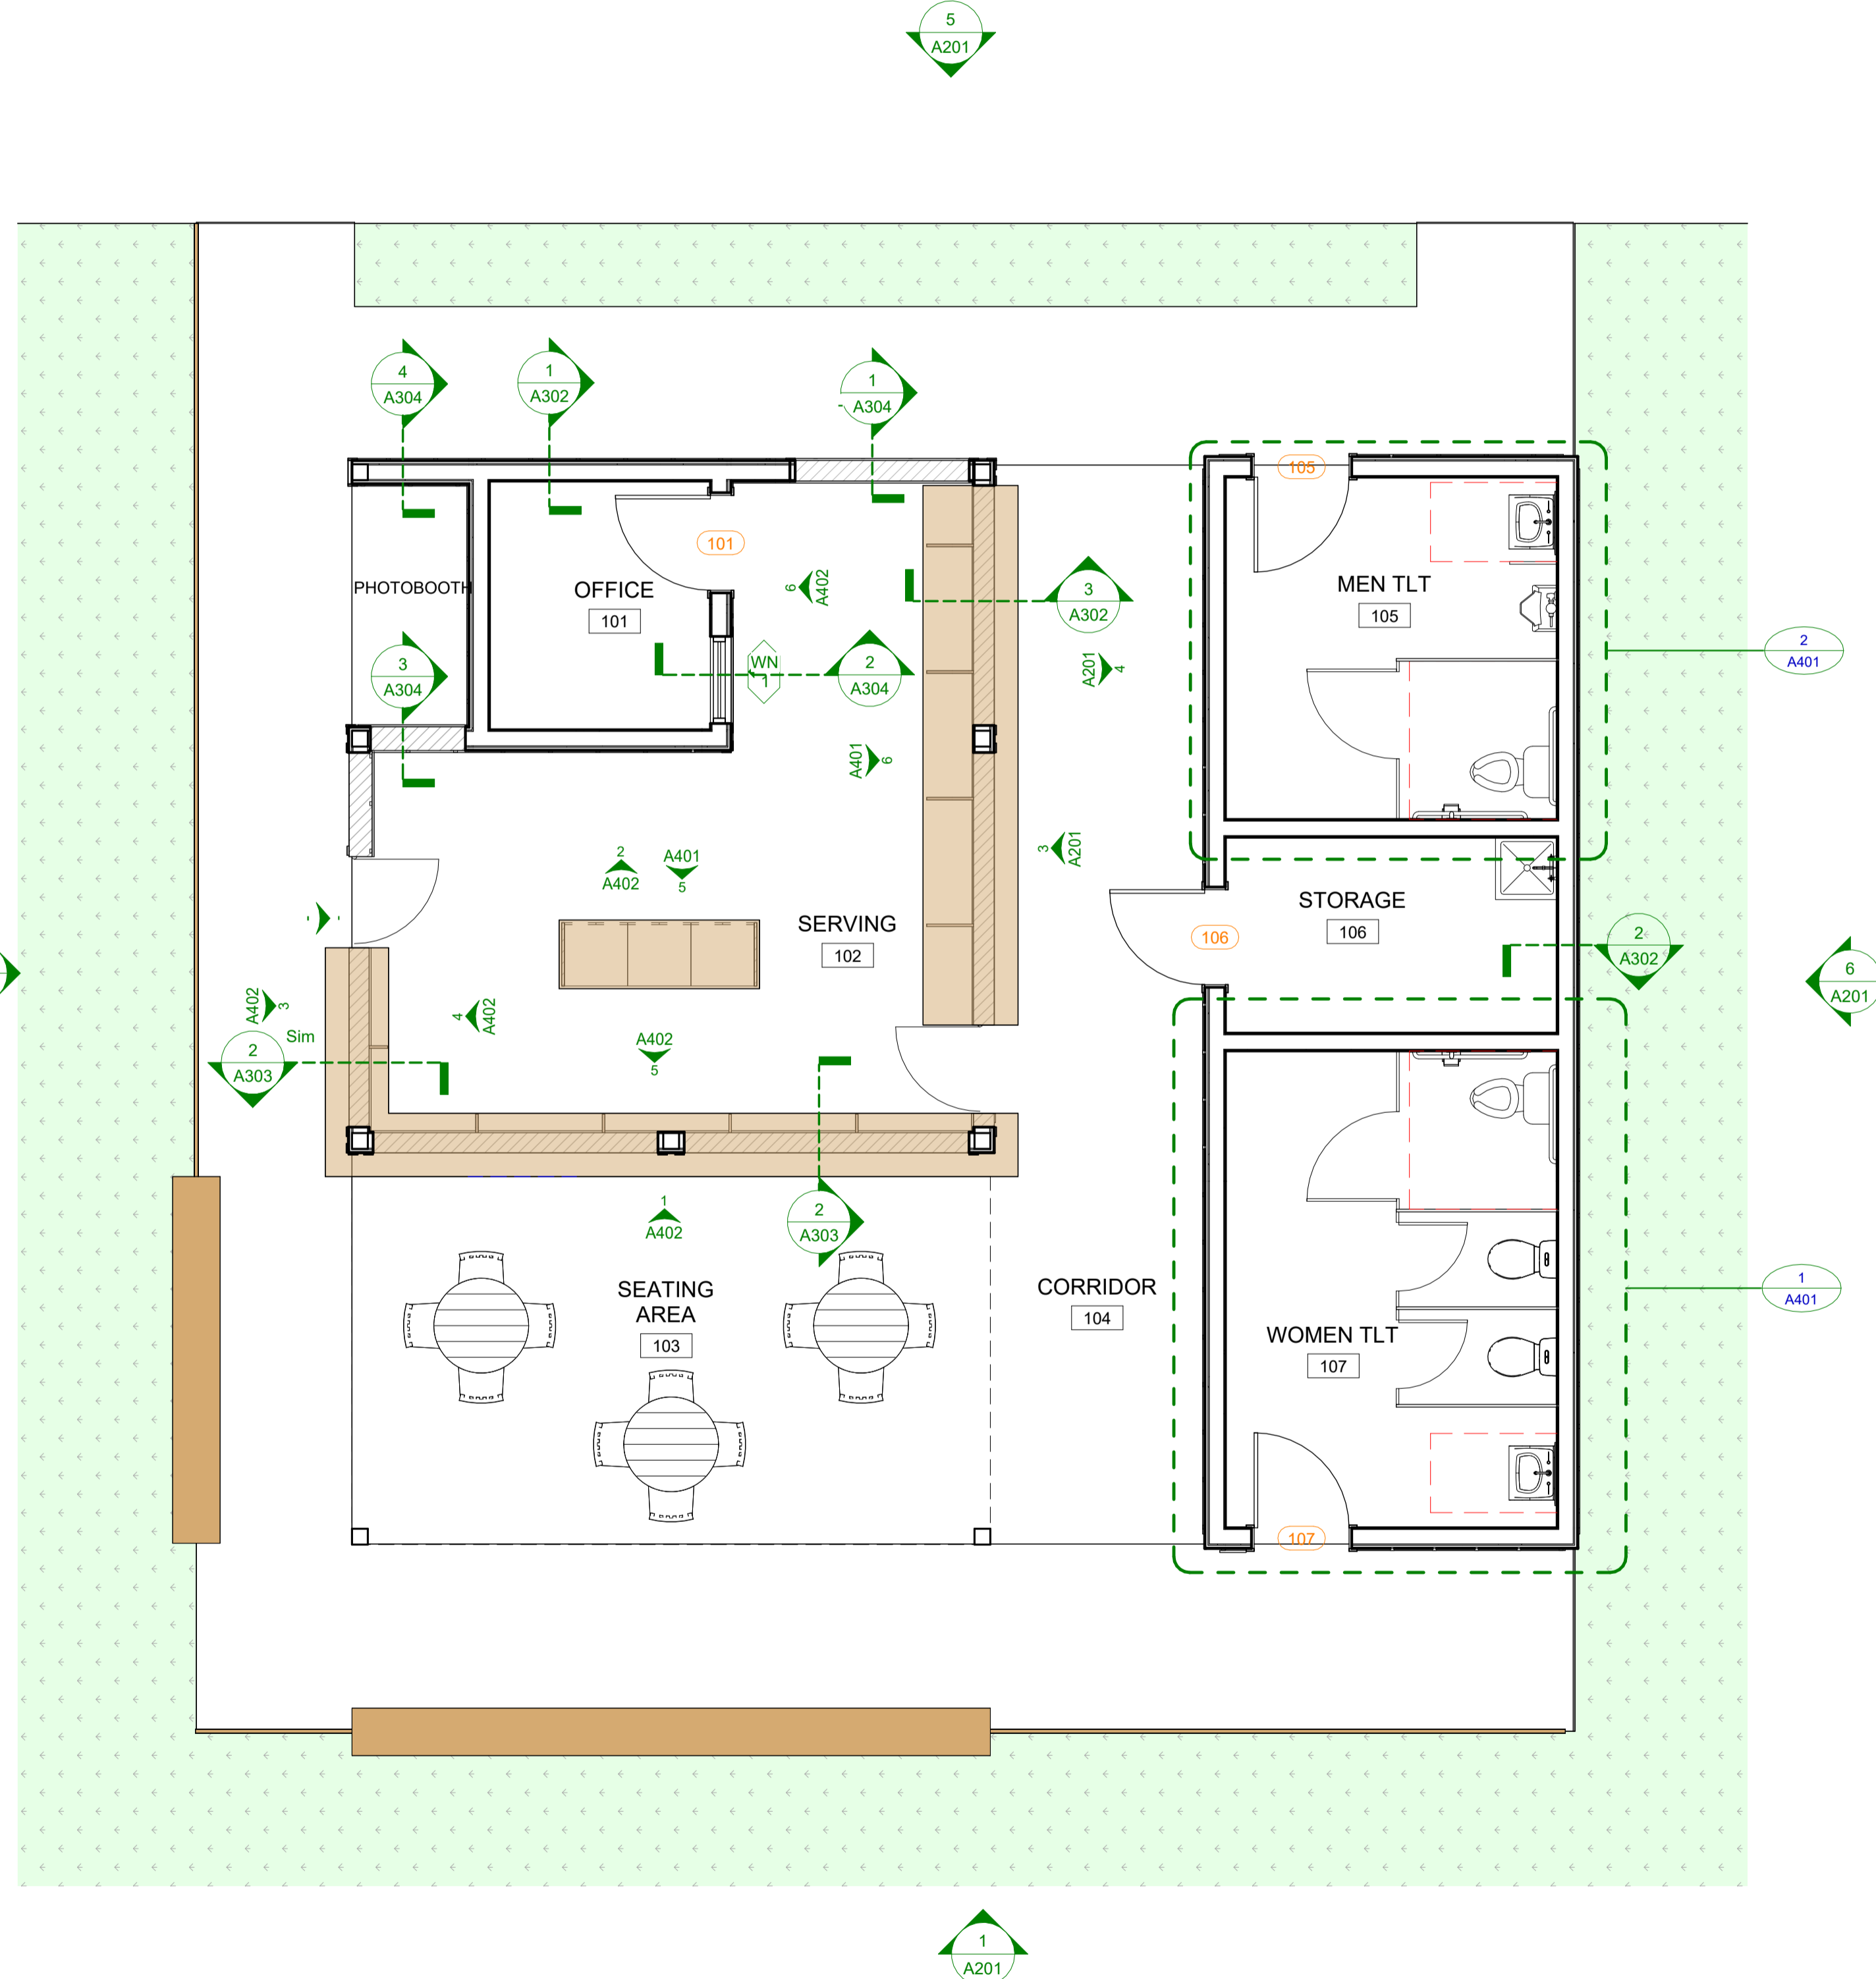 5
A201
4
A304
1
A302
1
- A304
105
101
PHOTOBOOTH
OFFICE
101
6
A402
3
A302
MEN TLT
105
3
A304
WN
1
2
A304
A201
4
2
A401
A401
6
3
A201
2
A402
A401
5
SERVING
102
STORAGE
106
106
2
A302
- -
6
A201
A402
3
Sim
2
A303
4
A402
A402
5
1
A402
2
A303
SEATING
AREA
103
CORRIDOR
104
1
A401
WOMEN TLT
107
107
1
A201